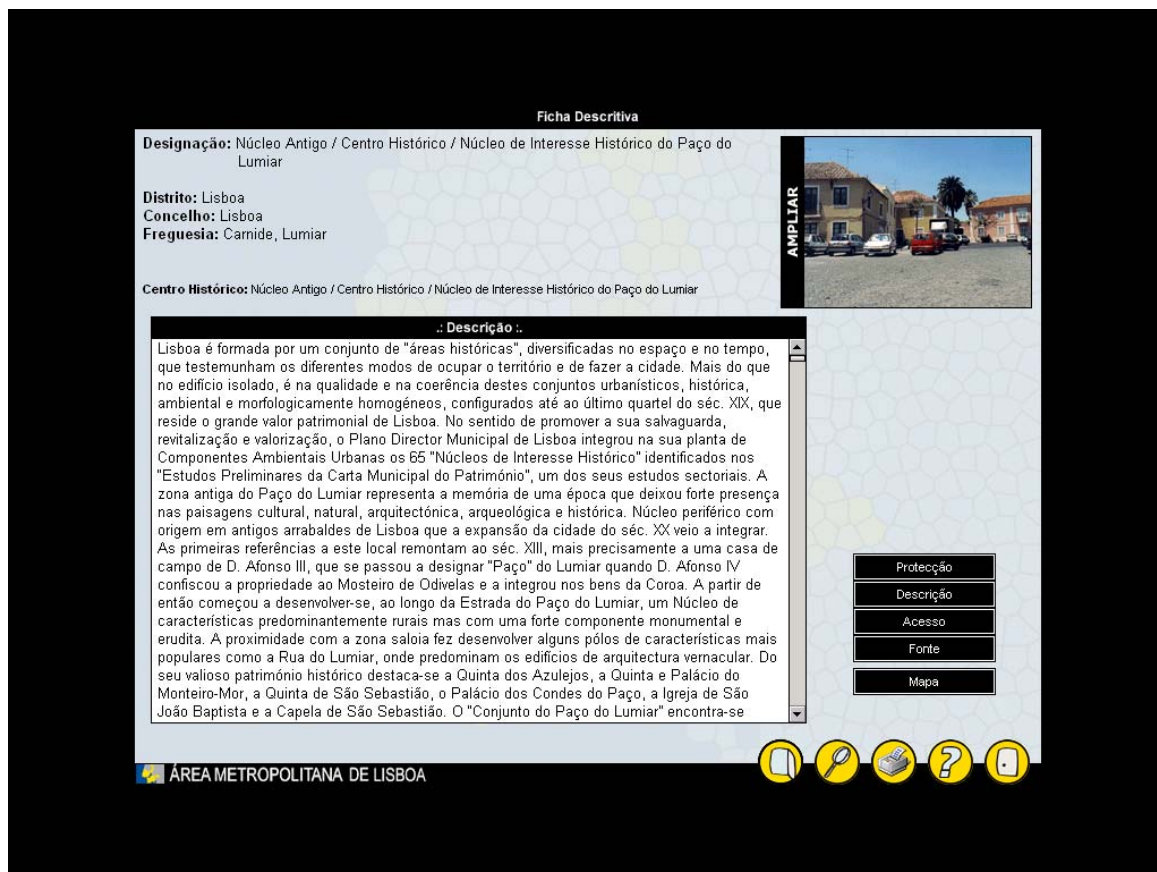 Ficha Descritiva
Designação: Núcleo Antigo / Centro Histórico / Núcleo de Interesse Histórico do Paço do
Lumiar
Distrito: Lisboa
Concelho: Lisboa
Freguesia: Carnide, Lumiar
AMPLIAR
Centro Histórico: Núcleo Antigo / Centro Histórico / Núcleo de Interesse Histórico do Paço do Lumiar
.: Descrição :.
Lisboa é formada por um conjunto de "áreas históricas", diversificadas no espaço e no tempo,
que testemunham os diferentes modos de ocupar o território e de fazer a cidade. Mais do que
no edifício isolado, é na qualidade e na coerência destes conjuntos urbanísticos, histórica,
ambiental e morfologicamente homogéneos, configurados até ao último quartel do séc. XIX, que
reside o grande valor patrimonial de Lisboa. No sentido de promover a sua salvaguarda,
revitalização e valorização, o Plano Director Municipal de Lisboa integrou na sua planta de
Componentes Ambientais Urbanas os 65 "Núcleos de Interesse Histórico" identificados nos
"Estudos Preliminares da Carta Municipal do Património", um dos seus estudos sectoriais. A
zona antiga do Paço do Lumiar representa a memória de uma época que deixou forte presença
nas paisagens cultural, natural, arquitectónica, arqueológica e histórica. Núcleo periférico com
origem em antigos arrabaldes de Lisboa que a expansão da cidade do séc. XX veio a integrar.
As primeiras referências a este local remontam ao séc. XIII, mais precisamente a uma casa de
campo de D. Afonso III, que se passou a designar "Paço" do Lumiar quando D. Afonso IV
confiscou a propriedade ao Mosteiro de Odivelas e a integrou nos bens da Coroa. A partir de
então começou a desenvolver-se, ao longo da Estrada do Paço do Lumiar, um Núcleo de
características predominantemente rurais mas com uma forte componente monumental e
erudita. A proximidade com a zona saloia fez desenvolver alguns pólos de características mais
populares como a Rua do Lumiar, onde predominam os edifícios de arquitectura vernacular. Do
seu valioso património histórico destaca-se a Quinta dos Azulejos, a Quinta e Palácio do
Monteiro-Mor, a Quinta de São Sebastião, o Palácio dos Condes do Paço, a Igreja de São
João Baptista e a Capela de São Sebastião. O "Conjunto do Paço do Lumiar" encontra-se
Protecção
Descrição
Acesso
Fonte
Mapa
ÁREA METROPOLITANA DE LISBOA